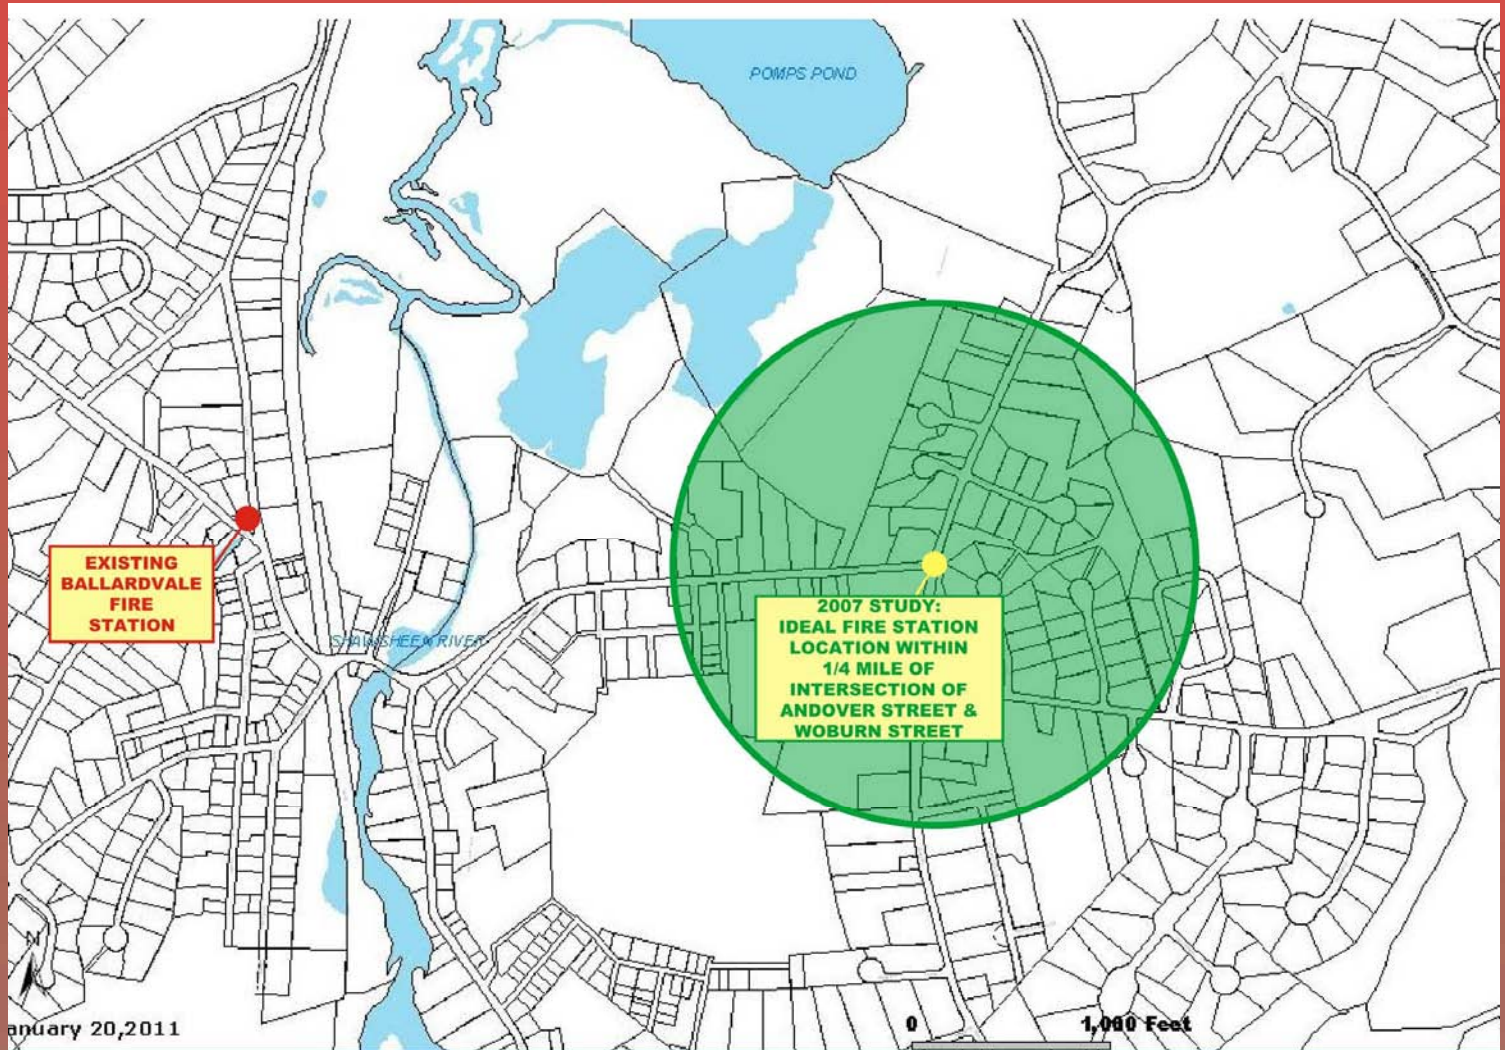 POMPS POND
EXISTING
BALLARDVALE
FIRE
STATION
SHAWSHEEN RIVER
2007 STUDY:
IDEAL FIRE STATION
LOCATION WITHIN
1/4 MILE OF
INTERSECTION OF
ANDOVER STREET &
WOBURN STREET
N
anuary 20,2011
0 1,000 Feet